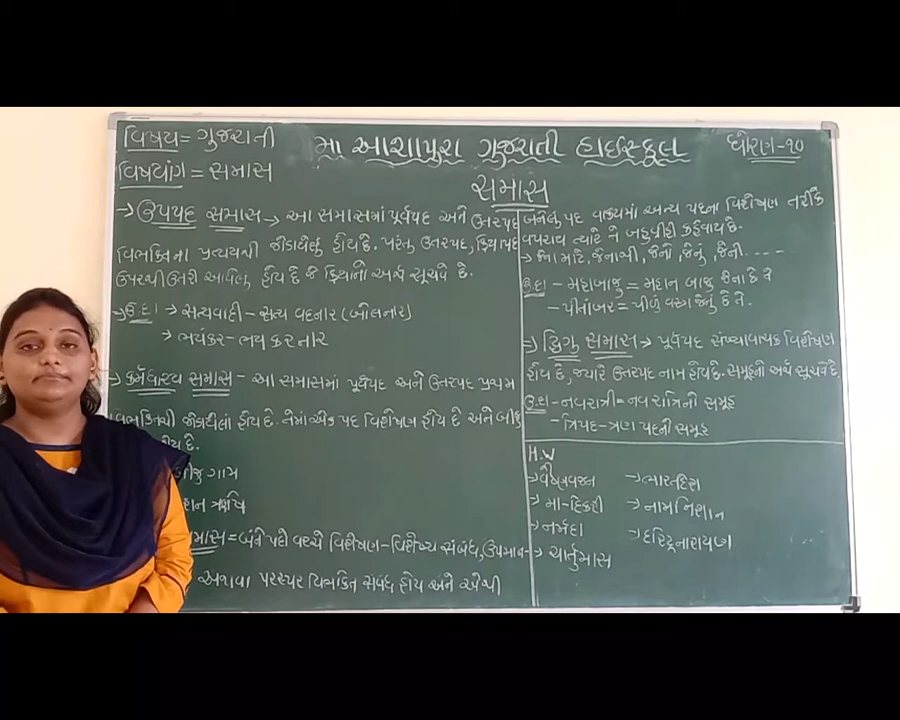 વિષય = ગુજરાતી
મા આશાપુરા ગુજરાતી હાઇસ્કૂલ
ધોરણ-૧૦
વિષયાંગ = સમાસ
સમાસ
→ ઉપપદ સમાસ → આ સમાસમાં પૂર્વપદ અને ઉત્તરપદ
વિભક્તિના પ્રત્યયથી જોડાયેલું હોય છે. પરંતુ ઉત્તરપદ, ક્રિયાપદ
ઉપરથી ઉતરી આવેલું હોય છે જે ક્રિયાનો અર્થ સૂચવે છે.
ઉ.દા → સત્યવાદી - સત્ય વદનાર (બોલનાર)
→ ભયંકર - ભય કરનાર
→ કર્મધારય સમાસ - આ સમાસમાં પૂર્વપદ અને ઉત્તરપદ પ્રથમ
વિભક્તિથી જોડાયેલાં હોય છે. તેમાં એક પદ વિશેષણ હોય છે અને બીજુ
હોય છે.
બીજુ ગામ
ઋષિ
સમાસ = બંને પદો વચ્ચે વિશેષણ-વિશેષ્ય સંબંધ, ઉપમાન-
અથવા પરસ્પર વિભક્તિ સંબંધ હોય અને એથી
બનેલું પદ વાક્યમાં અન્ય પદના વિશેષણ તરીકે
વપરાય ત્યારે તે બહુવ્રીહી કહેવાય છે.
→ જેના માટે, જેનાથી, જેનો, જેનું, જેની.....
ઉ.દા - મહાબાજુ = મહાન બાજુ જેના છે તે
- પીતાંબર = પીળું વસ્ત્ર જેનું છે તે.
⇒ દ્વિગુ સમાસ → પૂર્વપદ સંખ્યાવાચક વિશેષણ
હોય છે, જ્યારે ઉત્તરપદ નામ હોય છે. સમૂહનો અર્થ સૂચવે છે
ઉ.દા - નવરાત્રી = નવ રાત્રિનો સમૂહ
- ત્રિપદ - ત્રણ પદનો સમૂહ
H.W
→ વૈષ્ણવજન → ભારતદેશ
→ મા-દિકરી → નામનિશાન
→ નર્મદા → દરિદ્રનારાયણ
→ ચાર્તુમાસ